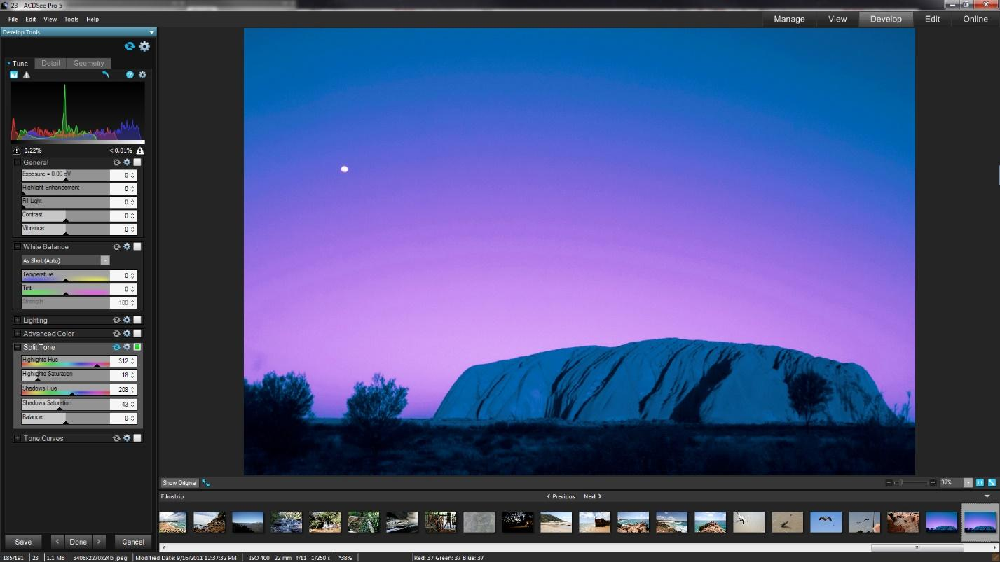 23 - ACDSee Pro 5
File Edit View Tools Help
Manage View Develop Edit Online
Develop Tools
Tune Detail Geometry
0.22% < 0.01%
General
Exposure = 0.00 eV 0
Highlight Enhancement 0
Fill Light 0
Contrast 0
Vibrance 0
White Balance
As Shot (Auto)
Temperature 0
Tint 0
Strength 100
Lighting
Advanced Color
Split Tone
Highlights Hue 312
Highlights Saturation 18
Shadows Hue 208
Shadows Saturation 43
Balance 0
Tone Curves
Show Original 37%
Filmstrip Previous Next
Save Done Cancel
185/191 23 1.1 MB 3406x2270x24b jpeg Modified Date: 9/16/2011 12:37:32 PM ISO 400 22 mm f/11 1/250 s *38% Red: 37 Green: 37 Blue: 37